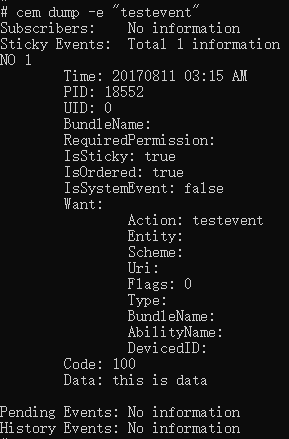 # cem dump -e "testevent"
Subscribers:    No information
Sticky Events:  Total 1 information
NO 1
        Time: 20170811 03:15 AM
        PID: 18552
        UID: 0
        BundleName:
        RequiredPermission:
        IsSticky: true
        IsOrdered: true
        IsSystemEvent: false
        Want:
                Action: testevent
                Entity:
                Scheme:
                Uri:
                Flags: 0
                Type:
                BundleName:
                AbilityName:
                DevicedID:
        Code: 100
        Data: this is data
Pending Events: No information
History Events: No information